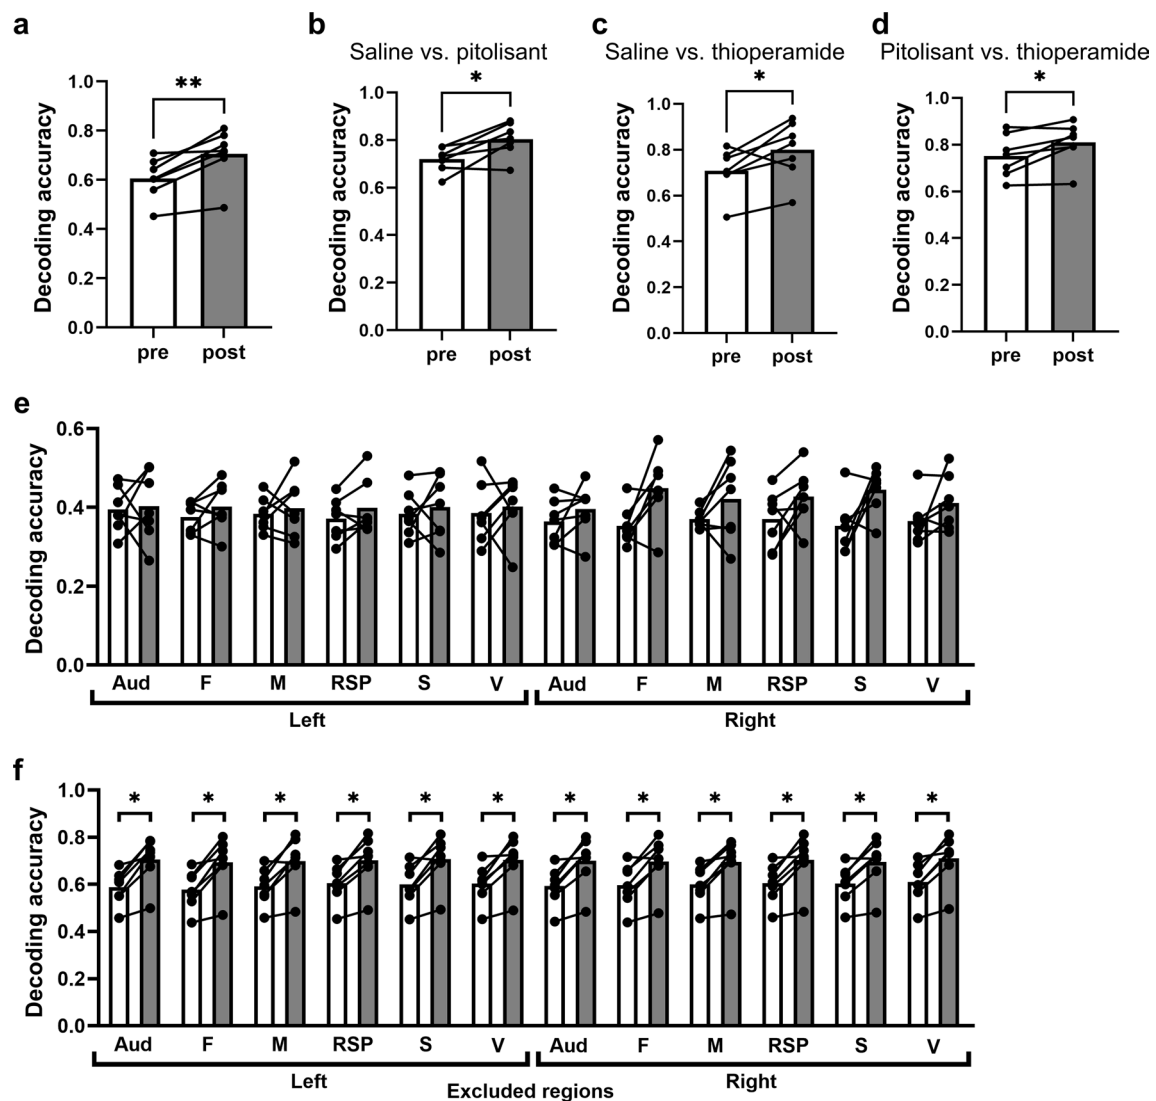 a
**
Decoding accuracy
1.0
0.8
0.6
0.4
0.2
0.0
pre post
b
Saline vs. pitolisant
*
Decoding accuracy
1.0
0.8
0.6
0.4
0.2
0.0
pre post
c
Saline vs. thioperamide
*
Decoding accuracy
1.0
0.8
0.6
0.4
0.2
0.0
pre post
d
Pitolisant vs. thioperamide
*
Decoding accuracy
1.0
0.8
0.6
0.4
0.2
0.0
pre post
e
Decoding accuracy
0.6
0.4
0.2
0.0
Aud F M RSP S V Aud F M RSP S V
Left Right
f
Decoding accuracy
1.0
0.8
0.6
0.4
0.2
0.0
* * * * * * * * * * * *
Aud F M RSP S V Aud F M RSP S V
Left Right
Excluded regions